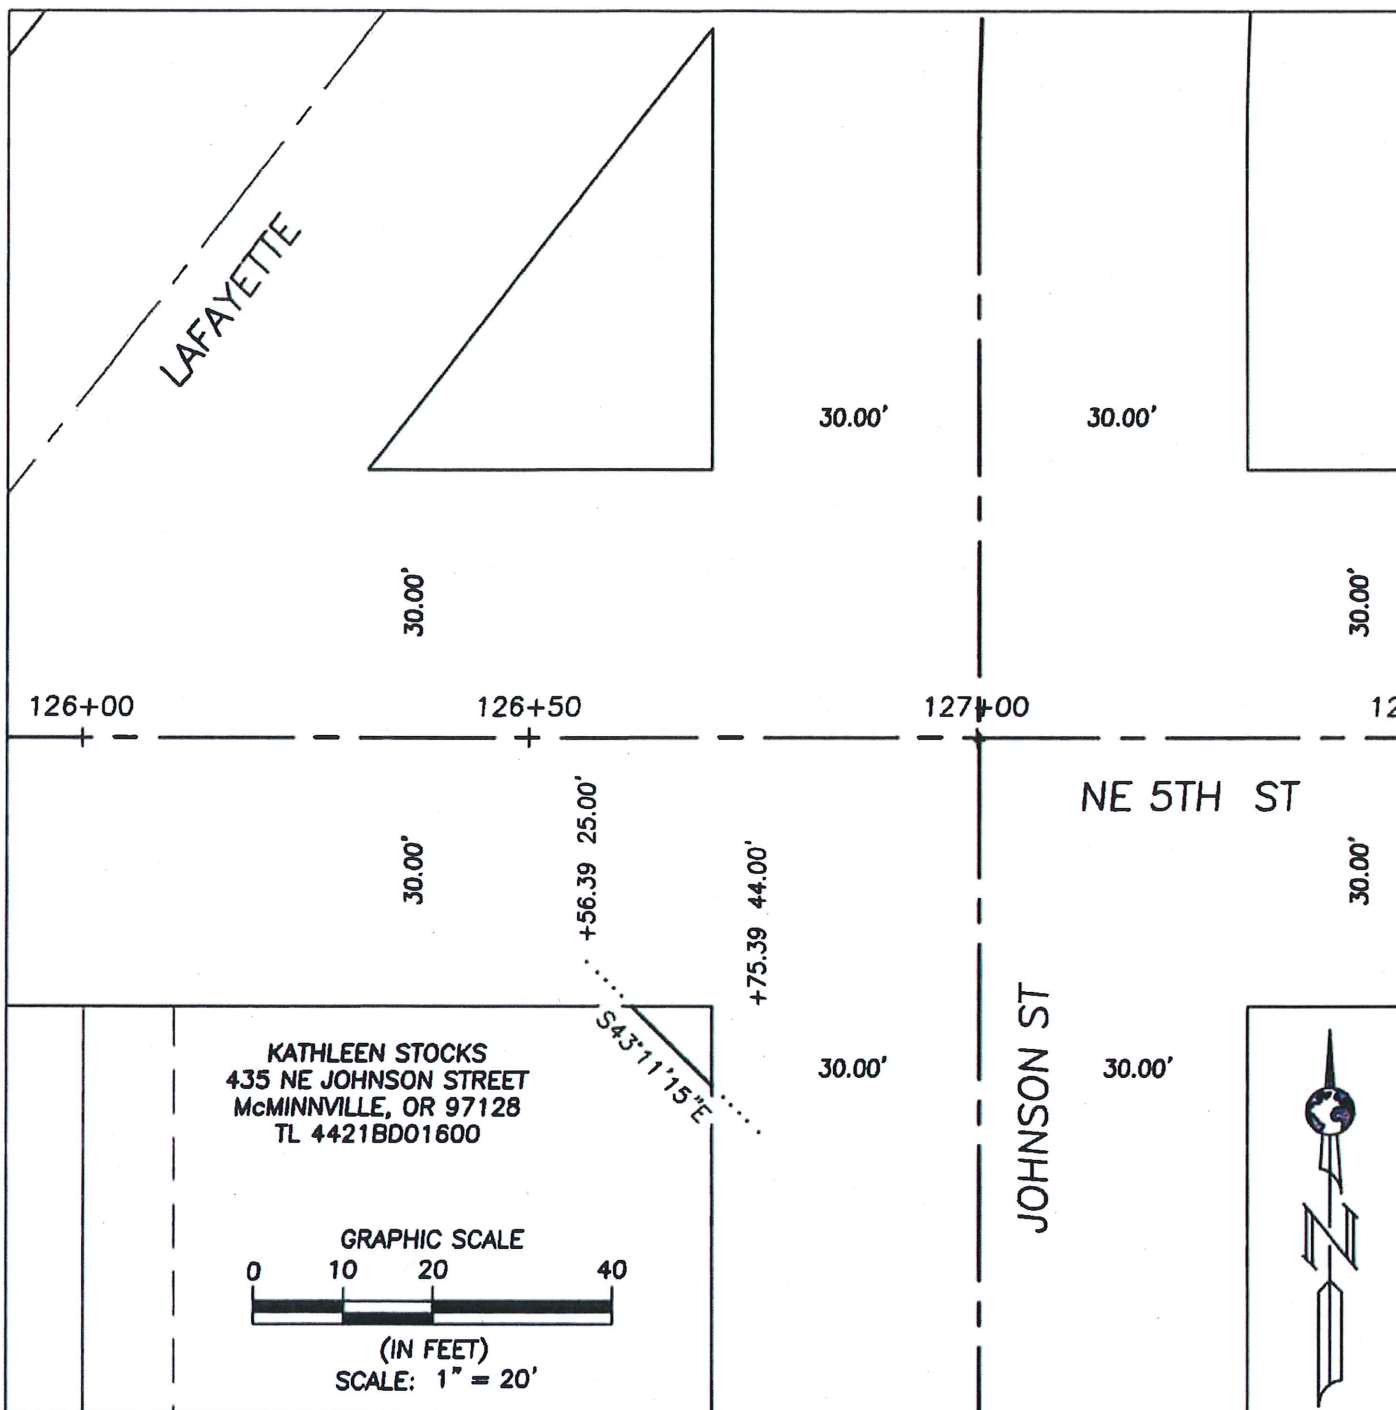 LAFAYETTE
30.00'
30.00'
30.00'
30.00'
126+00
126+50
127+00
12
NE 5TH ST
30.00'
+56.39 25.00'
+75.39 44.00'
30.00'
S43°11'15"E
KATHLEEN STOCKS
435 NE JOHNSON STREET
McMINNVILLE, OR 97128
TL 4421BD01600
30.00'
JOHNSON ST
30.00'
N
GRAPHIC SCALE
0 10 20 40
(IN FEET)
SCALE: 1" = 20'